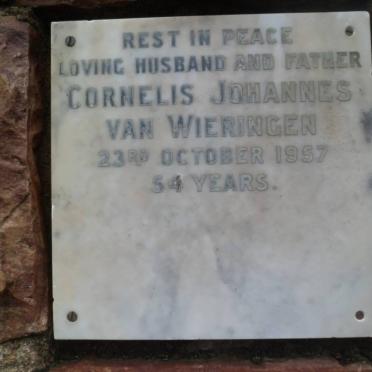 REST IN PEACE
LOVING HUSBAND AND FATHER
CORNELIS JOHANNES
VAN WIERINGEN
23RD OCTOBER 1957
54 YEARS.